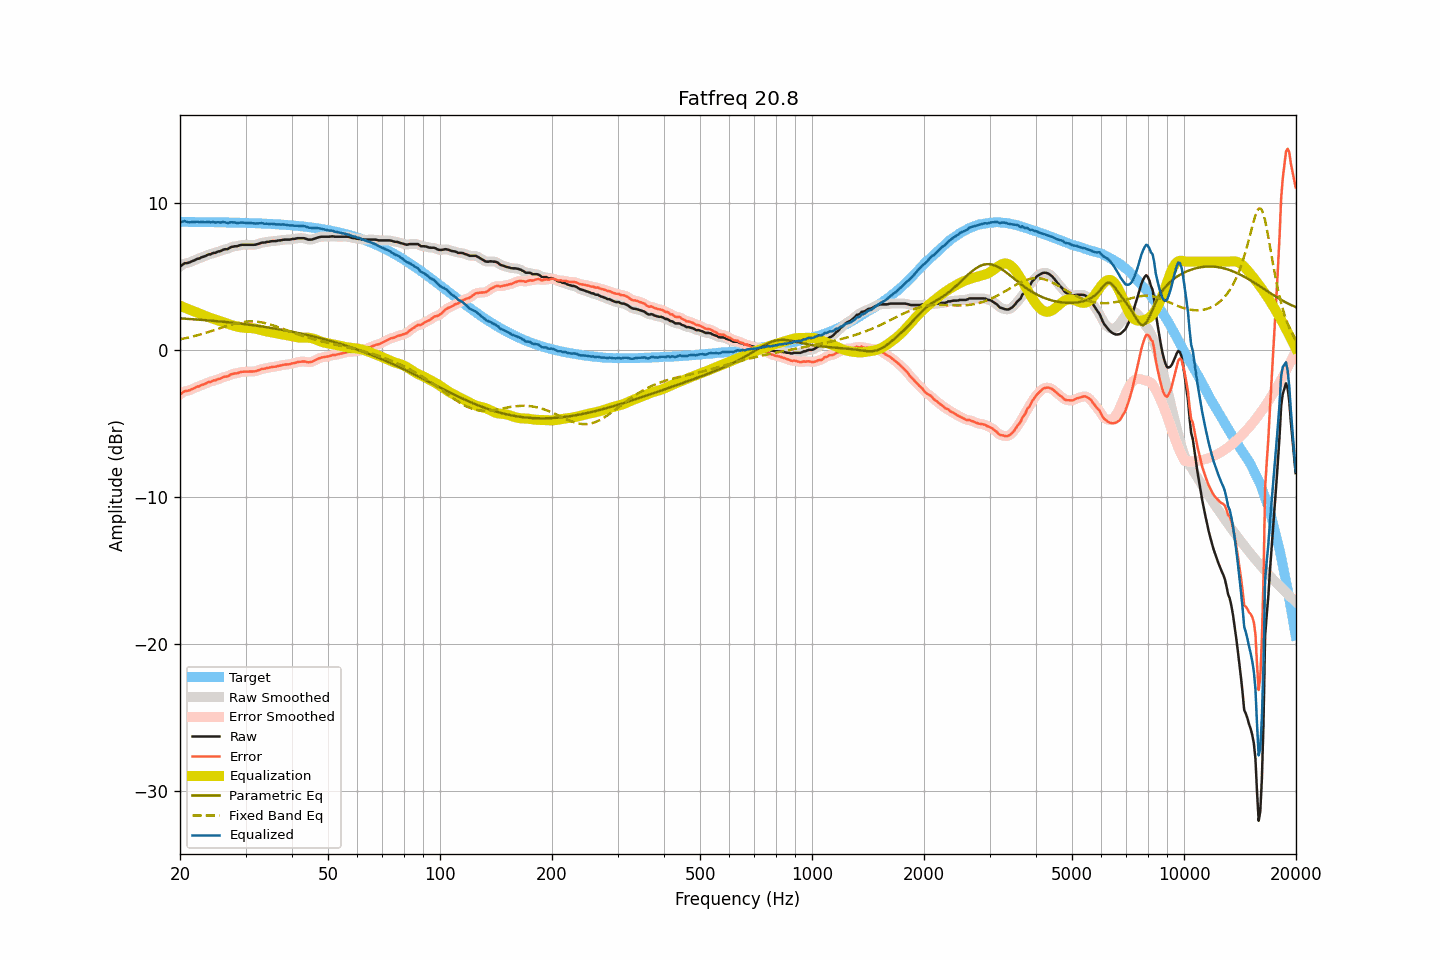 Fatfreq 20.8
10
0
−10
−20
−30
Amplitude (dBr)
Target
Raw Smoothed
Error Smoothed
Raw
Error
Equalization
Parametric Eq
Fixed Band Eq
Equalized
20 50 100 200 500 1000 2000 5000 10000 20000
Frequency (Hz)